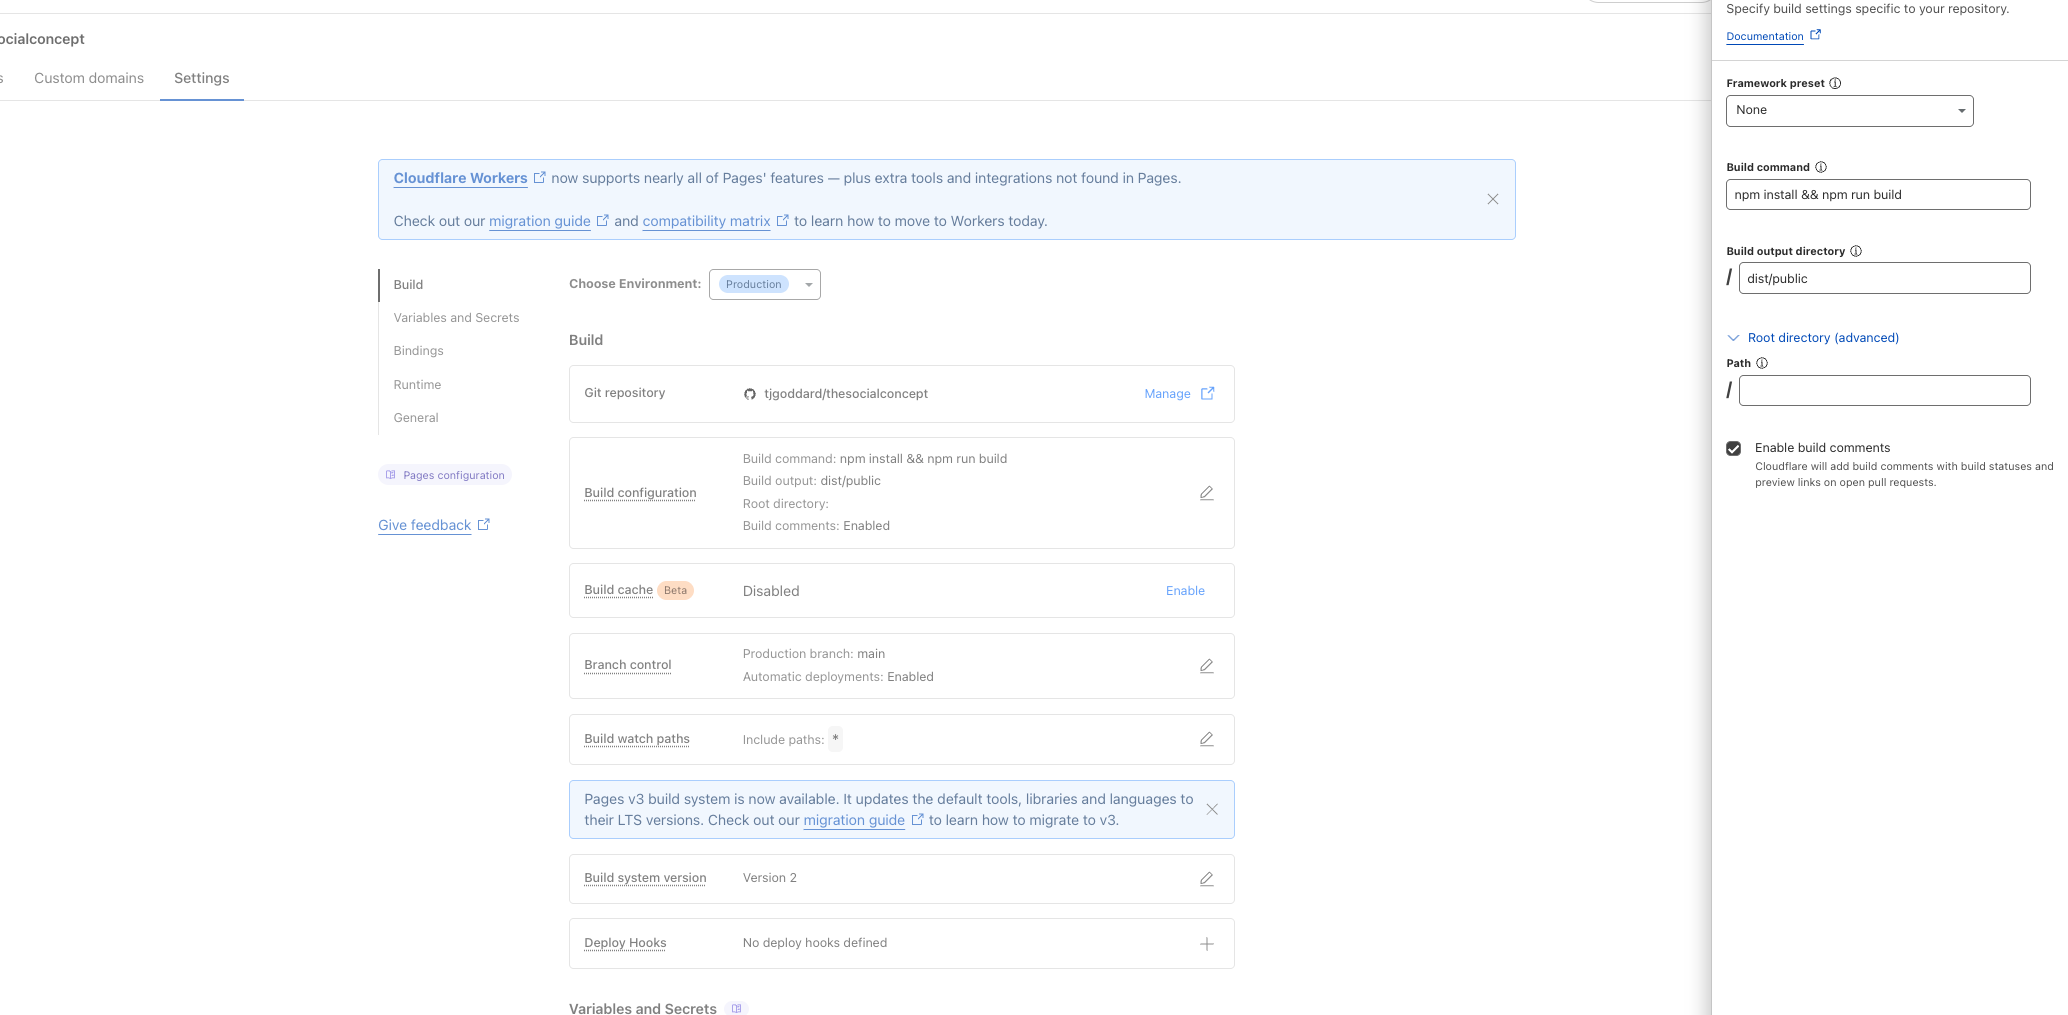 ocialconcept
s
Custom domains
Settings
Cloudflare Workers now supports nearly all of Pages' features — plus extra tools and integrations not found in Pages.
Check out our migration guide and compatibility matrix to learn how to move to Workers today.
Build
Variables and Secrets
Bindings
Runtime
General
Pages configuration
Give feedback
Choose Environment: Production
Build
Git repository
tjgoddard/thesocialconcept
Manage
Build configuration
Build command: npm install && npm run build
Build output: dist/public
Root directory:
Build comments: Enabled
Build cache Beta
Disabled
Enable
Branch control
Production branch: main
Automatic deployments: Enabled
Build watch paths
Include paths: *
Pages v3 build system is now available. It updates the default tools, libraries and languages to
their LTS versions. Check out our migration guide to learn how to migrate to v3.
Build system version
Version 2
Deploy Hooks
No deploy hooks defined
Variables and Secrets
Specify build settings specific to your repository.
Documentation
Framework preset
None
Build command
npm install && npm run build
Build output directory
/ dist/public
Root directory (advanced)
Path
/
Enable build comments
Cloudflare will add build comments with build statuses and
preview links on open pull requests.